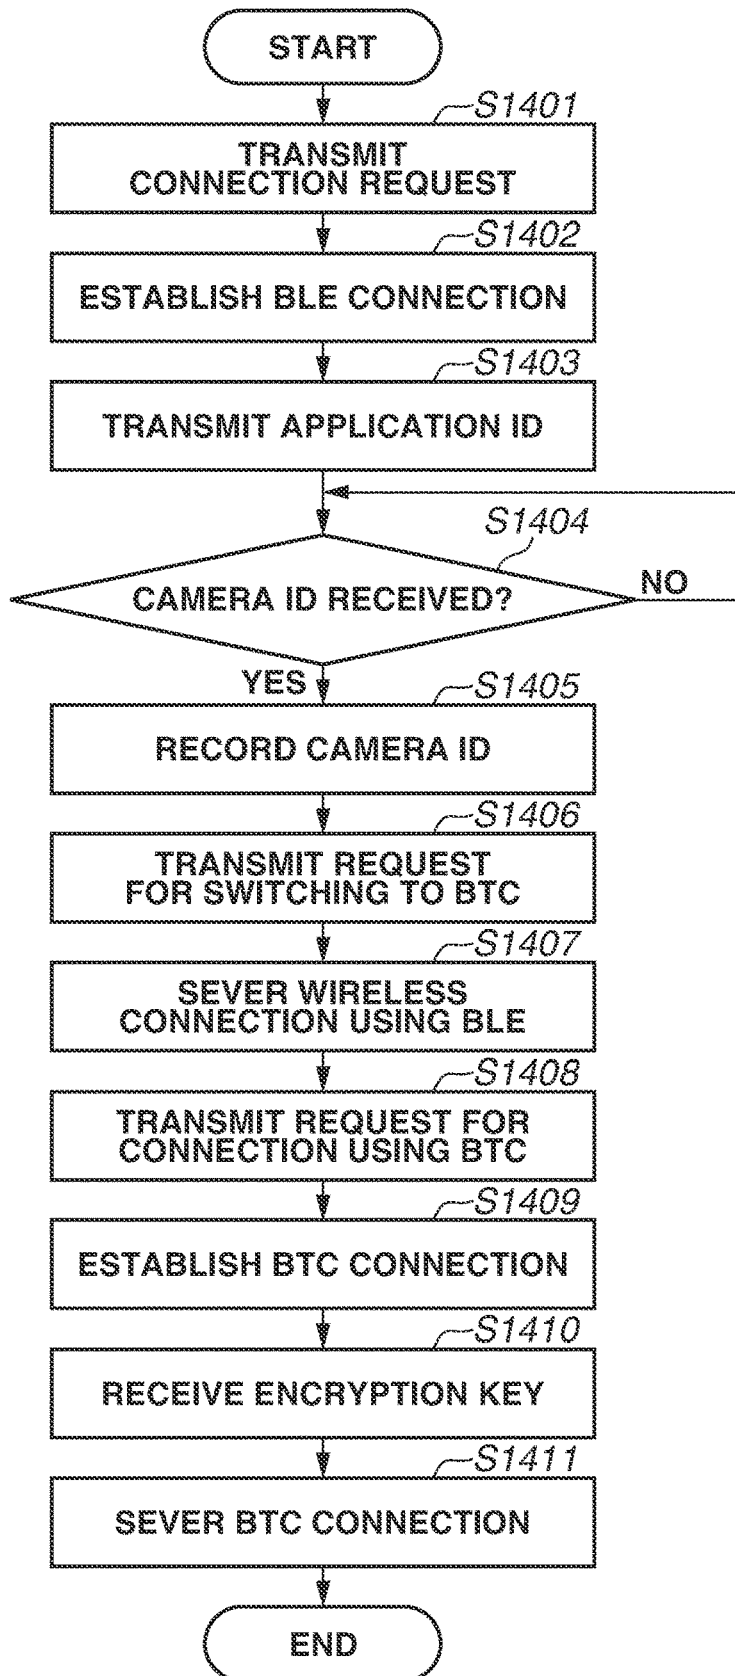 START
S1401
TRANSMIT
CONNECTION REQUEST
S1402
ESTABLISH BLE CONNECTION
S1403
TRANSMIT APPLICATION ID
S1404
CAMERA ID RECEIVED?
NO
YES
S1405
RECORD CAMERA ID
S1406
TRANSMIT REQUEST
FOR SWITCHING TO BTC
S1407
SEVER WIRELESS
CONNECTION USING BLE
S1408
TRANSMIT REQUEST FOR
CONNECTION USING BTC
S1409
ESTABLISH BTC CONNECTION
S1410
RECEIVE ENCRYPTION KEY
S1411
SEVER BTC CONNECTION
END